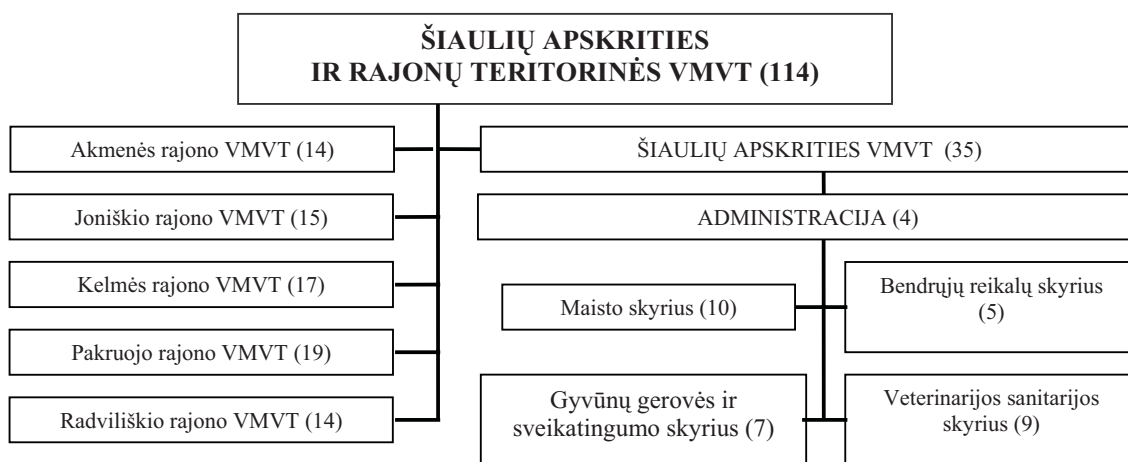 ŠIAULIŲ APSKRITIES
IR RAJONŲ TERITORINĖS VMVT (114)
Akmenės rajono VMVT (14)
ŠIAULIŲ APSKRITIES VMVT (35)
Joniškio rajono VMVT (15)
ADMINISTRACIJA (4)
Kelmės rajono VMVT (17)
Maisto skyrius (10)
Bendrujų reikalų skyrius
(5)
Pakruojo rajono VMVT (19)
Gyvūnų gerovės ir
sveikatingumo skyrius (7)
Veterinarijos sanitarijos
skyrius (9)
Radviliškio rajono VMVT (14)